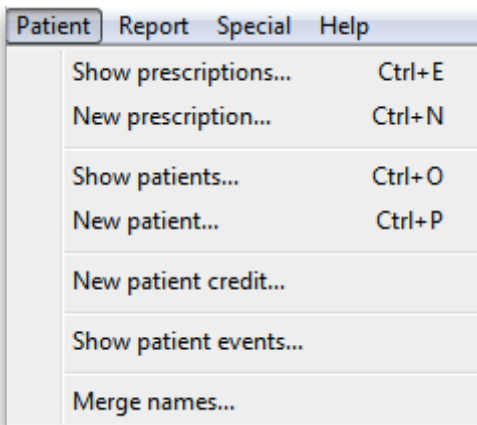 Patient Report Special Help
Show prescriptions... Ctrl+E
New prescription... Ctrl+N
Show patients... Ctrl+O
New patient... Ctrl+P
New patient credit...
Show patient events...
Merge names...